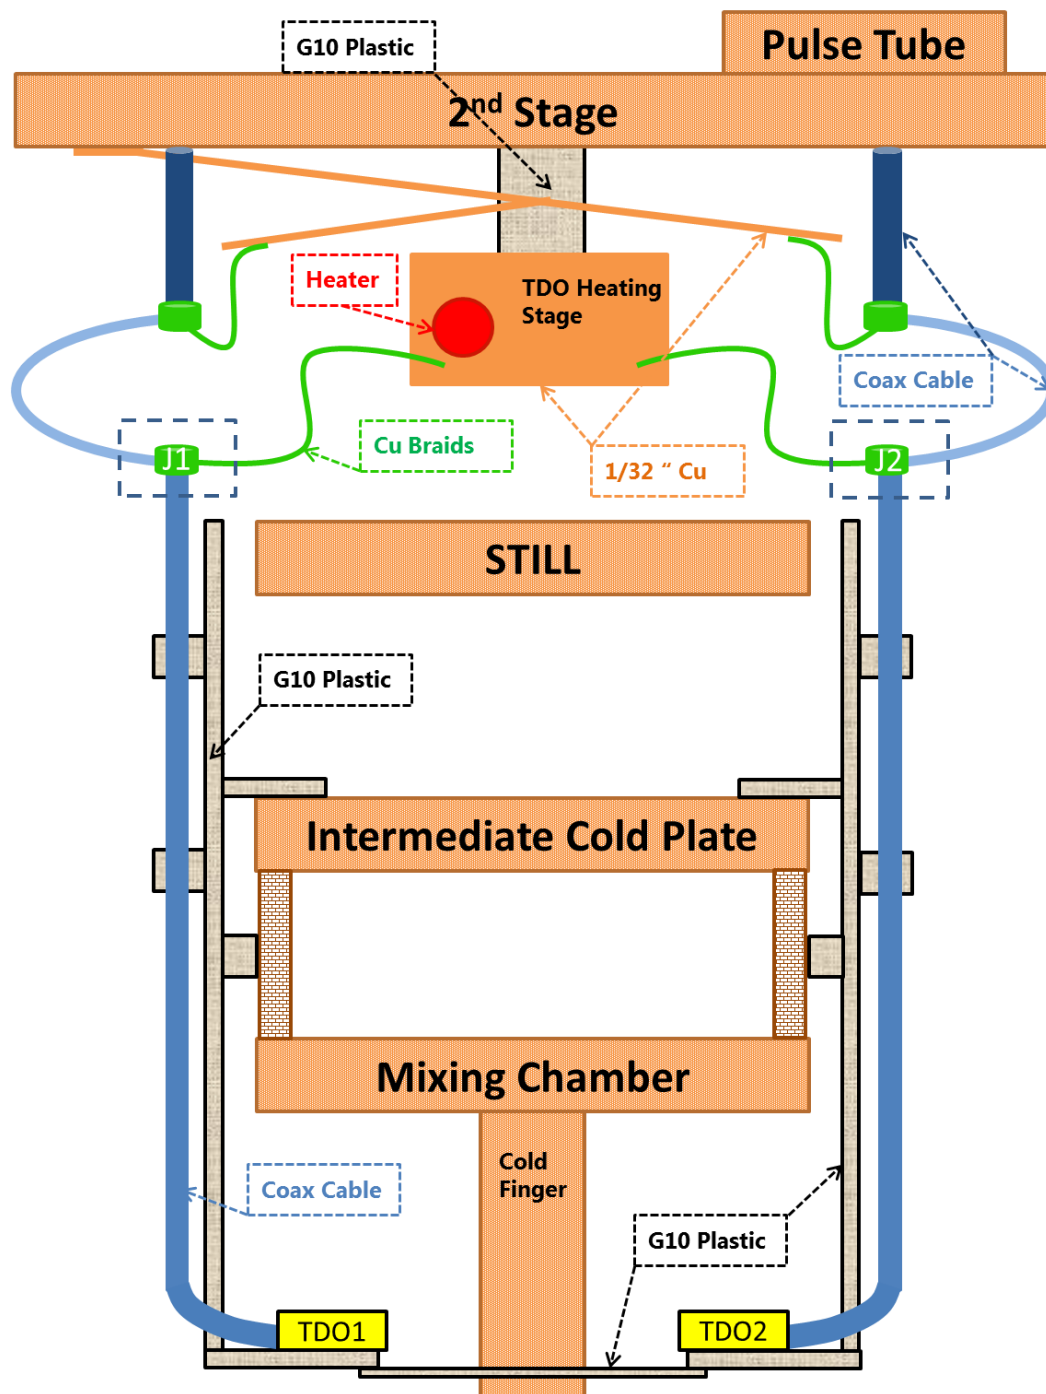 G10 Plastic
Pulse Tube
2nd Stage
Heater
TDO Heating
Stage
Coax Cable
Cu Braids
J1
J2
1/32 “ Cu
STILL
G10 Plastic
Intermediate Cold Plate
Mixing Chamber
Cold
Finger
Coax Cable
G10 Plastic
TDO1
TDO2